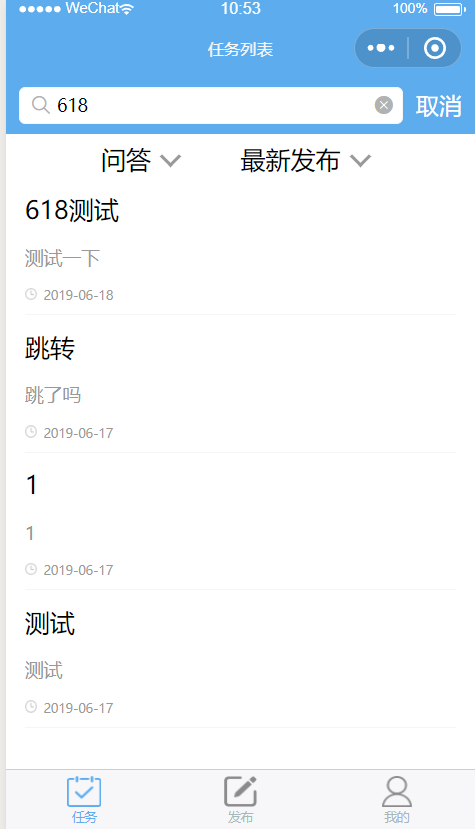 WeChat 10:53 100%
任务列表
618 取消
问答 最新发布
618测试
测试一下
2019-06-18
跳转
跳了吗
2019-06-17
1
1
2019-06-17
测试
测试
2019-06-17
任务 发布 我的